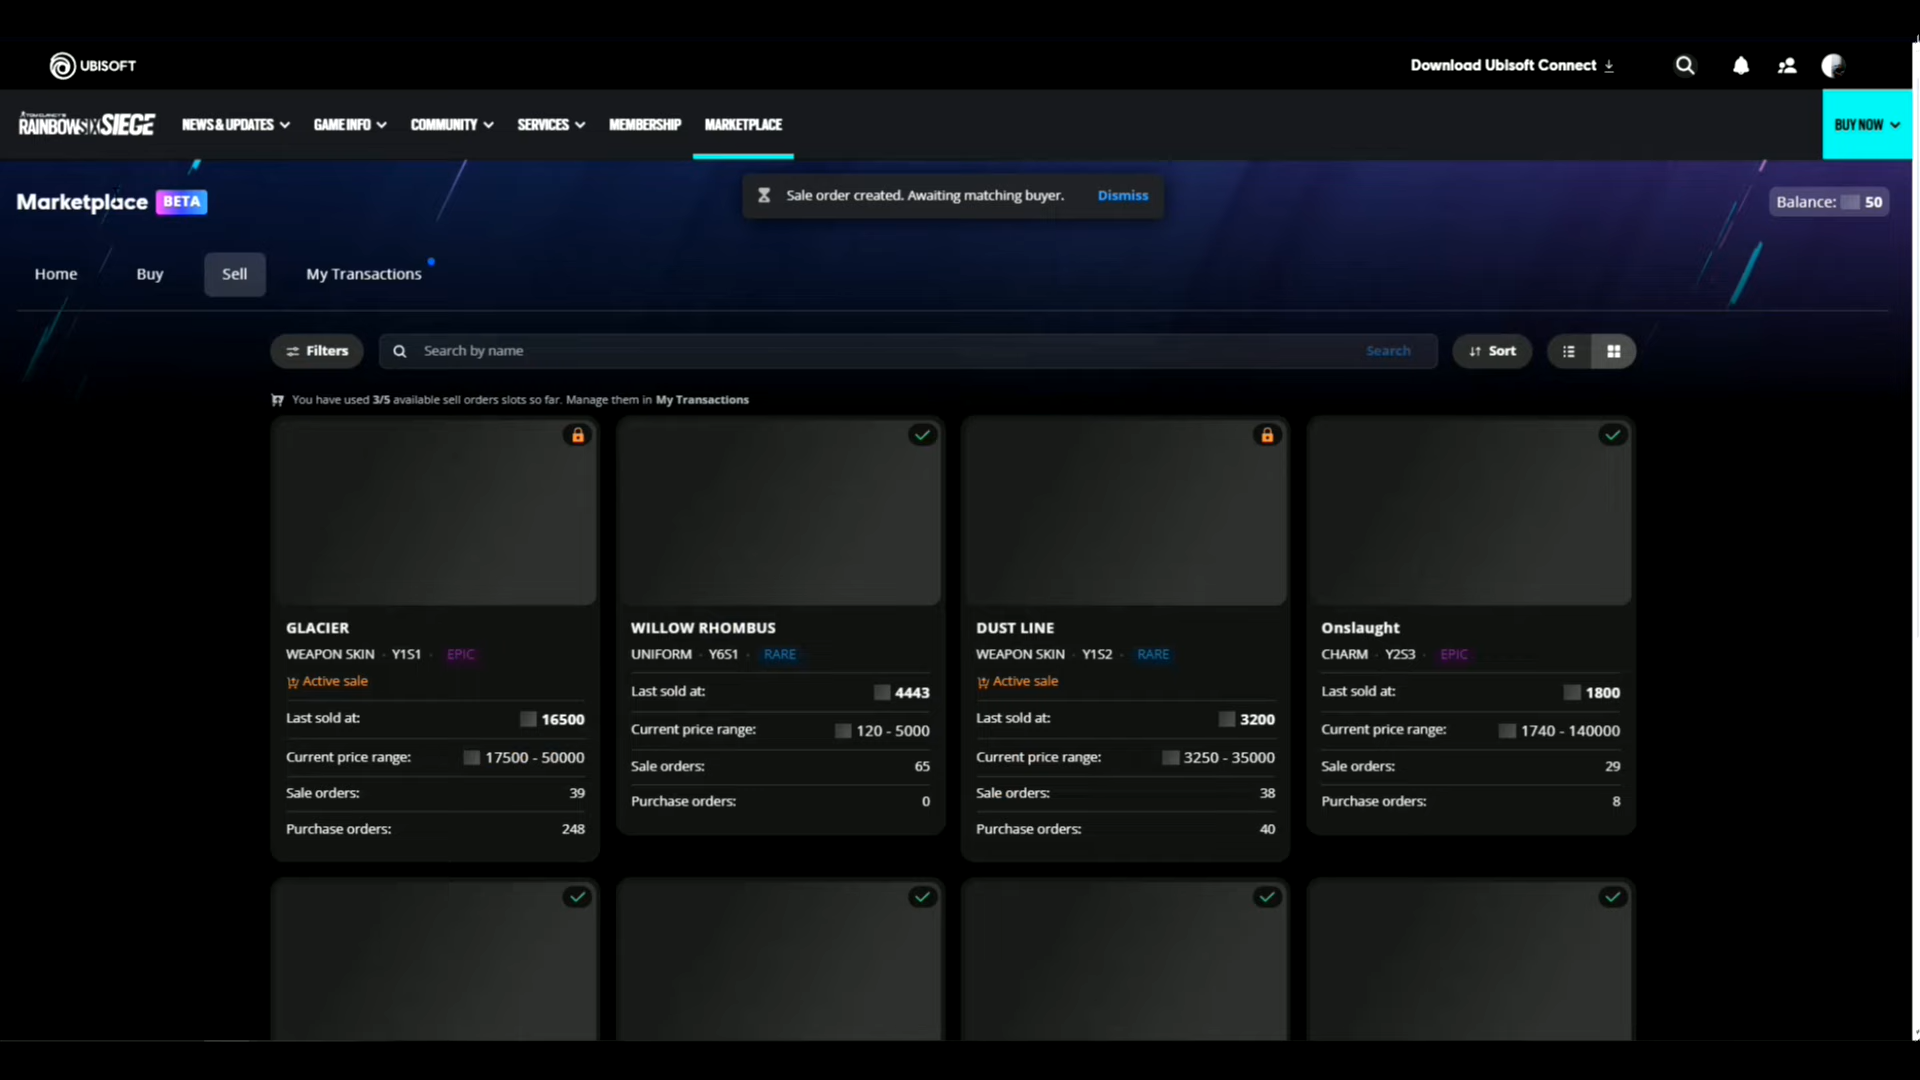 UBISOFT
Download Ubisoft Connect
RAINBOWSIX SIEGE
NEWS & UPDATES
GAME INFO
COMMUNITY
SERVICES
MEMBERSHIP
MARKETPLACE
BUY NOW
Marketplace BETA
Sale order created. Awaiting matching buyer. Dismiss
Balance: 50
Home
Buy
Sell
My Transactions
Filters
Search by name
Search
Sort
You have used 3/5 available sell orders slots so far. Manage them in My Transactions
GLACIER
WEAPON SKIN · Y1S1 · EPIC
Active sale
Last sold at: 16500
Current price range: 17500 - 50000
Sale orders: 39
Purchase orders: 248
WILLOW RHOMBUS
UNIFORM · Y6S1 · RARE
Last sold at: 4443
Current price range: 120 - 5000
Sale orders: 65
Purchase orders: 0
DUST LINE
WEAPON SKIN · Y1S2 · RARE
Active sale
Last sold at: 3200
Current price range: 3250 - 35000
Sale orders: 38
Purchase orders: 40
Onslaught
CHARM · Y2S3 · EPIC
Last sold at: 1800
Current price range: 1740 - 140000
Sale orders: 29
Purchase orders: 8